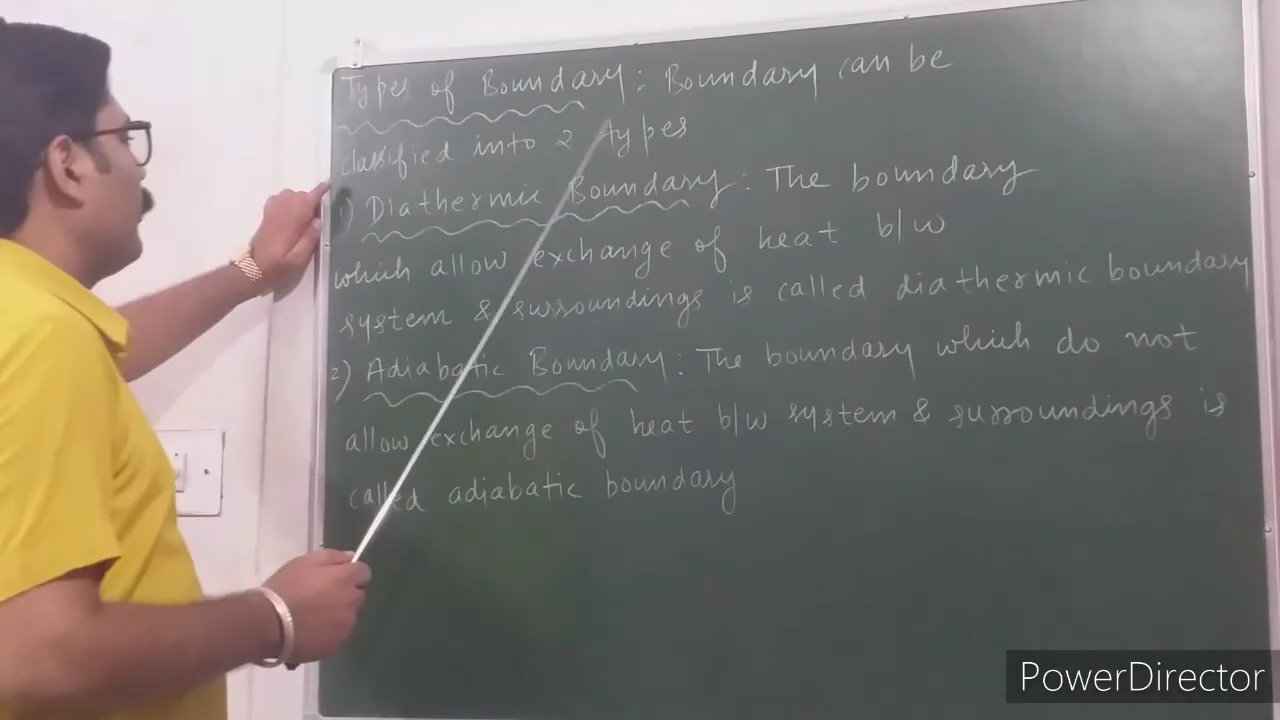 Types of Boundary: Boundary can be
classified into 2 types
1) Diathermic Boundary: The boundary
which allow exchange of heat b/w
system & surroundings is called diathermic boundary
2) Adiabatic Boundary: The boundary which do not
allow exchange of heat b/w system & surroundings is
called adiabatic boundary
PowerDirector